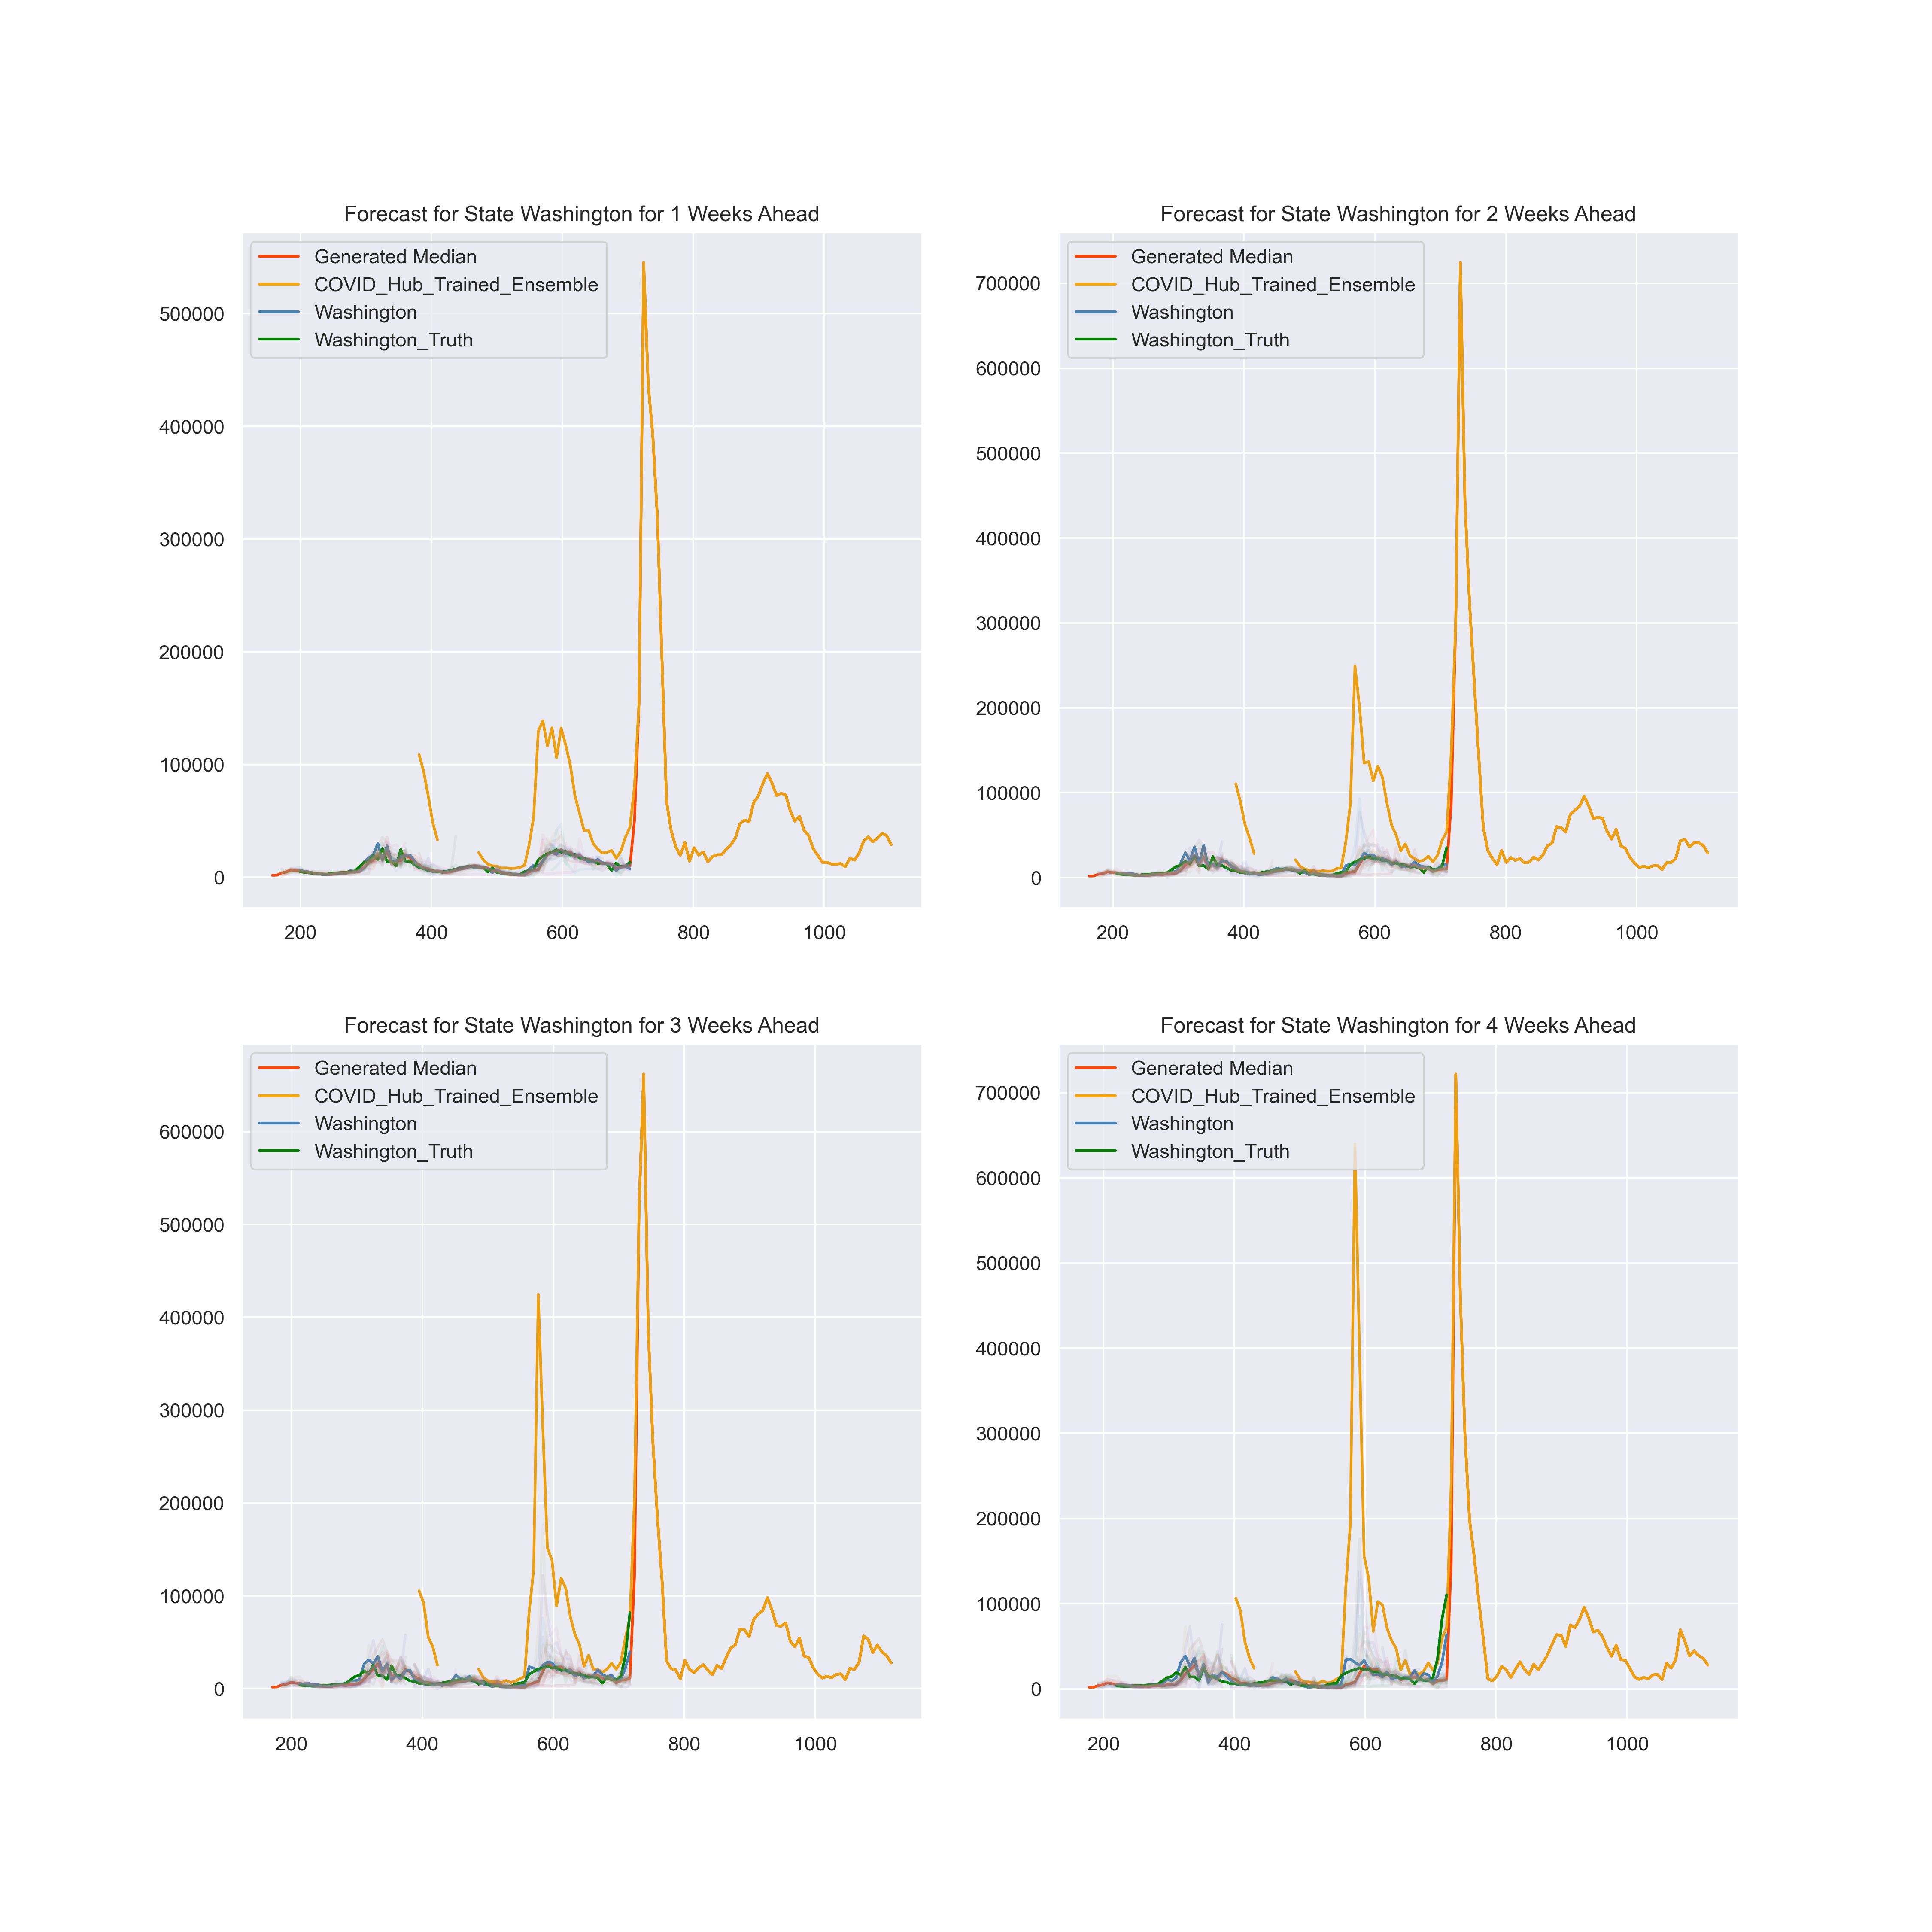 Forecast for State Washington for 1 Weeks Ahead
Generated Median
COVID_Hub_Trained_Ensemble
Washington
Washington_Truth
500000
400000
300000
200000
100000
0
200 400 600 800 1000
Forecast for State Washington for 2 Weeks Ahead
Generated Median
COVID_Hub_Trained_Ensemble
Washington
Washington_Truth
700000
600000
500000
400000
300000
200000
100000
0
200 400 600 800 1000
Forecast for State Washington for 3 Weeks Ahead
Generated Median
COVID_Hub_Trained_Ensemble
Washington
Washington_Truth
600000
500000
400000
300000
200000
100000
0
200 400 600 800 1000
Forecast for State Washington for 4 Weeks Ahead
Generated Median
COVID_Hub_Trained_Ensemble
Washington
Washington_Truth
700000
600000
500000
400000
300000
200000
100000
0
200 400 600 800 1000